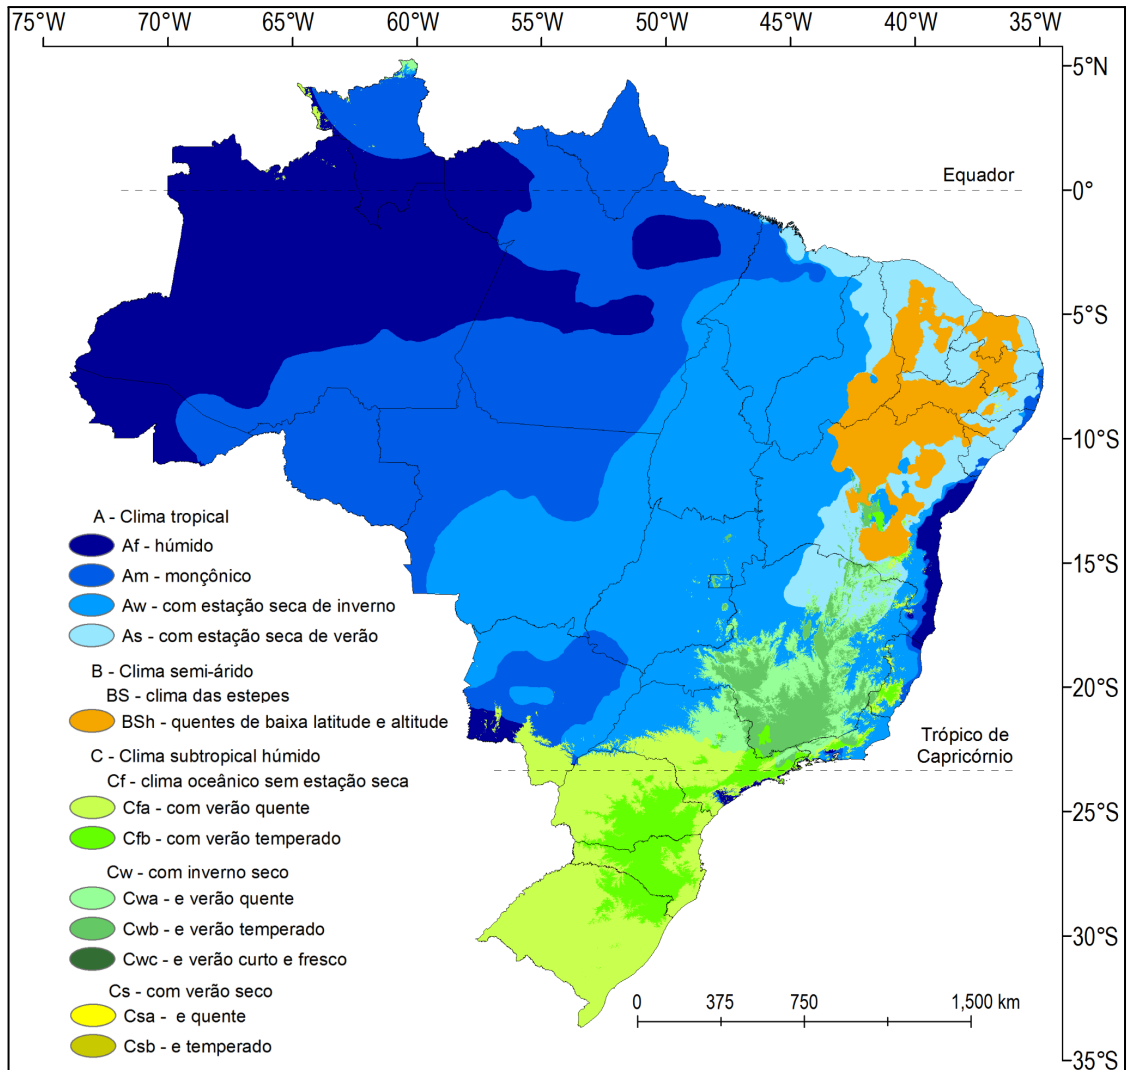 75°W 70°W 65°W 60°W 55°W 50°W 45°W 40°W 35°W
5°N
Equador
0°
5°S
10°S
A - Clima tropical
Af - húmido
Am - monçônico
15°S
Aw - com estação seca de inverno
As - com estação seca de verão
B - Clima semi-árido
BS - clima das estepes
20°S
BSh - quentes de baixa latitude e altitude
Trópico de
Capricórnio
C - Clima subtropical húmido
Cf - clima oceânico sem estação seca
Cfa - com verão quente
25°S
Cfb - com verão temperado
Cw - com inverno seco
Cwa - e verão quente
Cwb - e verão temperado
30°S
Cwc - e verão curto e fresco
Cs - com verão seco
0 375 750 1,500 km
Csa - e quente
Csb - e temperado
35°S